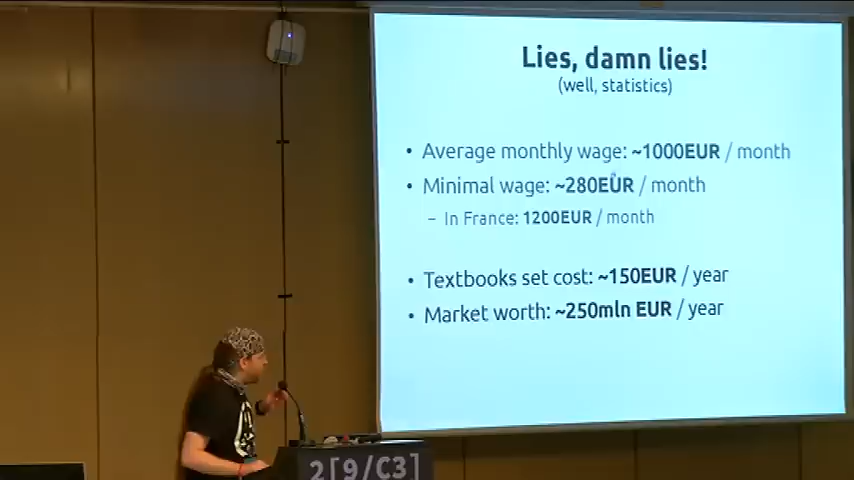 Lies, damn lies!
(well, statistics)
• Average monthly wage: ~1000EUR / month
• Minimal wage: ~280EUR / month
– In France: 1200EUR / month
• Textbooks set cost: ~150EUR / year
• Market worth: ~250mln EUR / year
2[9/C3]